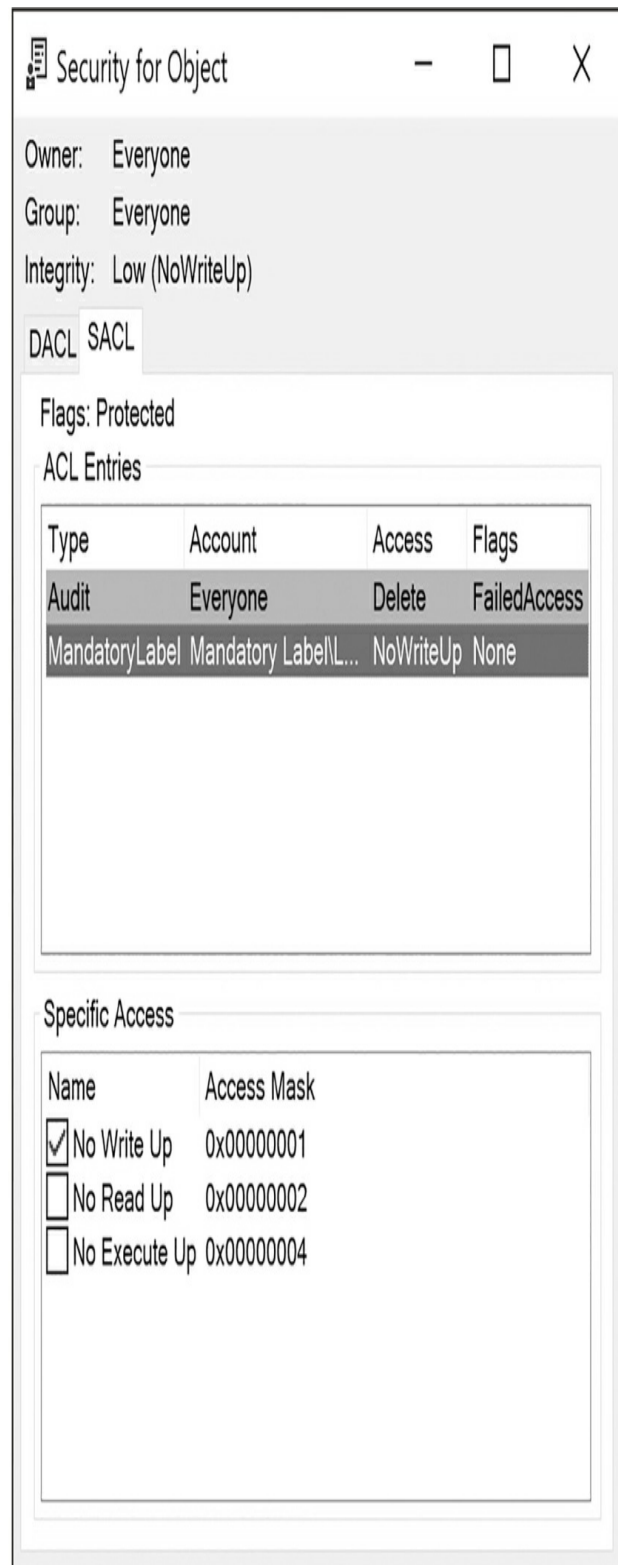 Security for Object
Owner: Everyone
Group: Everyone
Integrity: Low (NoWriteUp)
DACL SACL
Flags: Protected
ACL Entries
Type Account Access Flags
Audit Everyone Delete FailedAccess
MandatoryLabel Mandatory Label\L... NoWriteUp None
Specific Access
Name Access Mask
No Write Up 0x00000001
No Read Up 0x00000002
No Execute Up 0x00000004